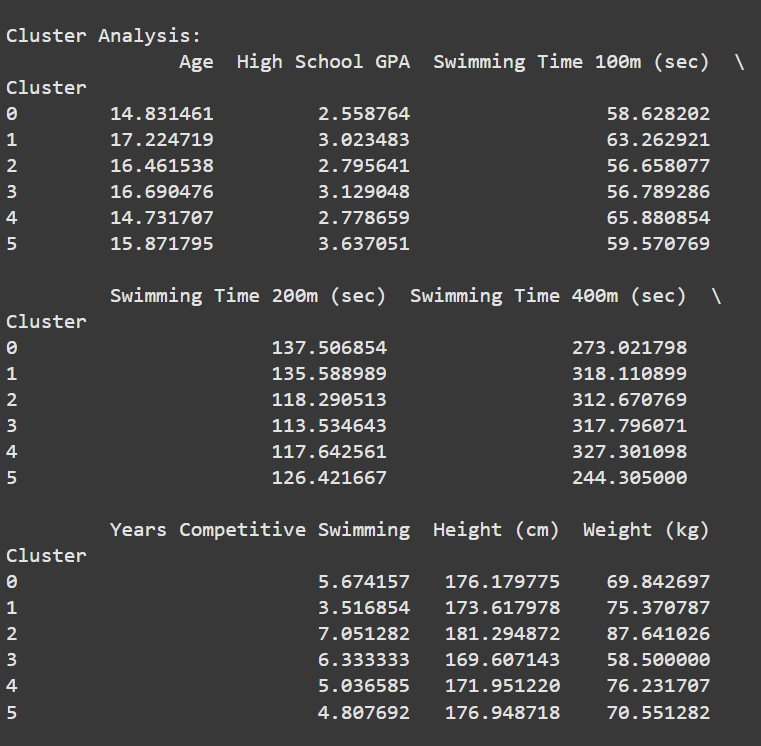 Cluster Analysis:
Age High School GPA Swimming Time 100m (sec) \
Cluster
0 14.831461 2.558764 58.628202
1 17.224719 3.023483 63.262921
2 16.461538 2.795641 56.658077
3 16.690476 3.129048 56.789286
4 14.731707 2.778659 65.880854
5 15.871795 3.637051 59.570769
Swimming Time 200m (sec) Swimming Time 400m (sec) \
Cluster
0 137.506854 273.021798
1 135.588989 318.110899
2 118.290513 312.670769
3 113.534643 317.796071
4 117.642561 327.301098
5 126.421667 244.305000
Years Competitive Swimming Height (cm) Weight (kg)
Cluster
0 5.674157 176.179775 69.842697
1 3.516854 173.617978 75.370787
2 7.051282 181.294872 87.641026
3 6.333333 169.607143 58.500000
4 5.036585 171.951220 76.231707
5 4.807692 176.948718 70.551282